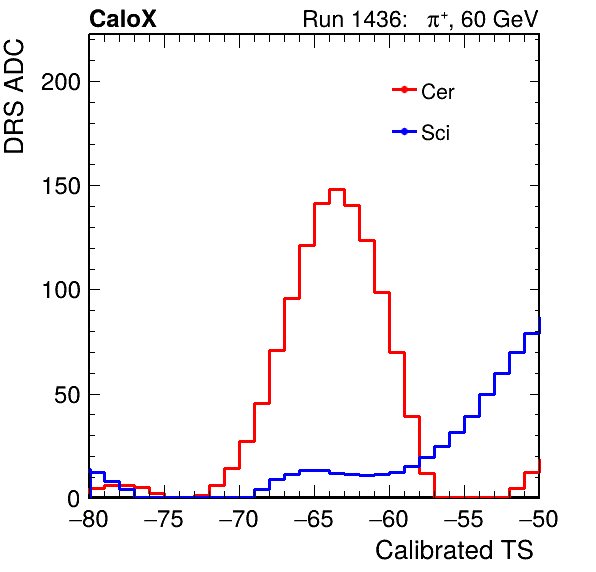 CaloX Run 1436: π⁺, 60 GeV
DRS ADC
200
150
100
50
0
Cer
Sci
−80 −75 −70 −65 −60 −55 −50
Calibrated TS